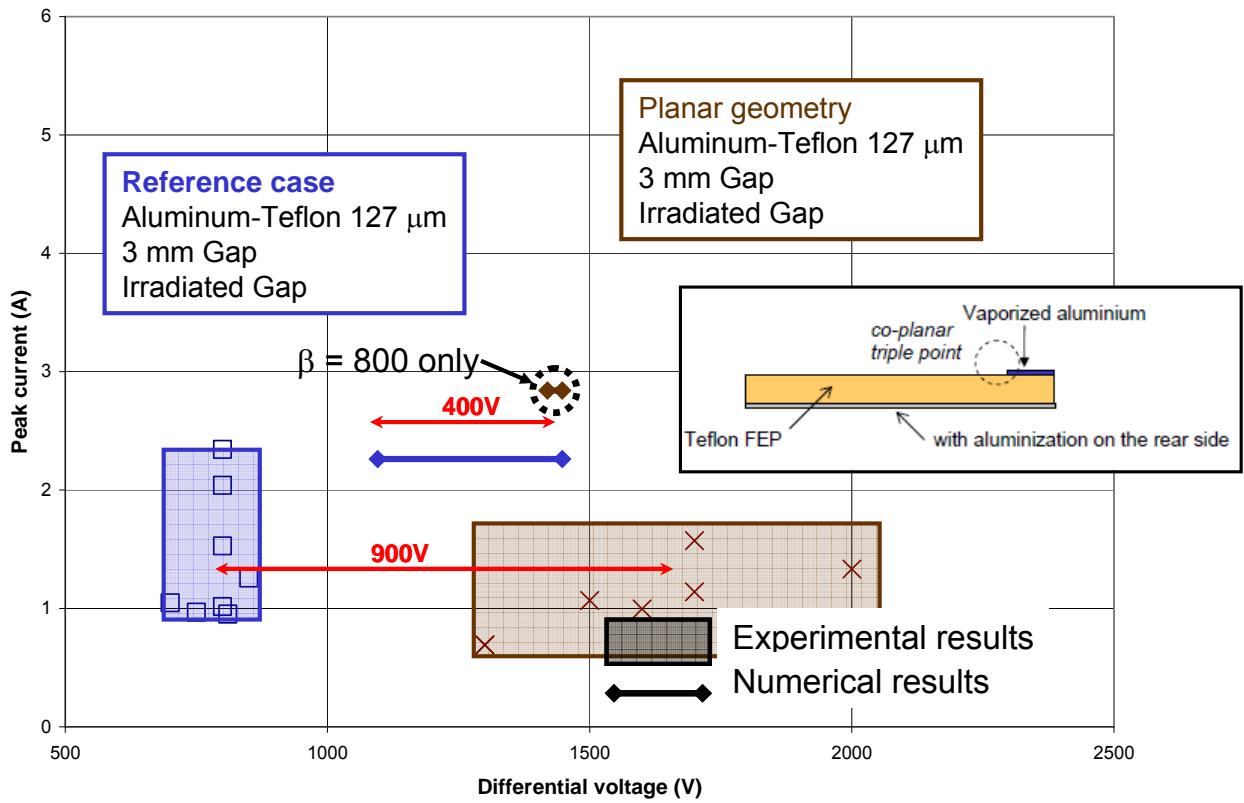 6
5
4
3
2
1
0
Peak current (A)
500
1000
1500
2000
2500
Differential voltage (V)
Reference case
Aluminum-Teflon 127 μm
3 mm Gap
Irradiated Gap
Planar geometry
Aluminum-Teflon 127 μm
3 mm Gap
Irradiated Gap
β = 800 only
400V
900V
co-planar
triple point
Vaporized aluminium
Teflon FEP
with aluminization on the rear side
Experimental results
Numerical results